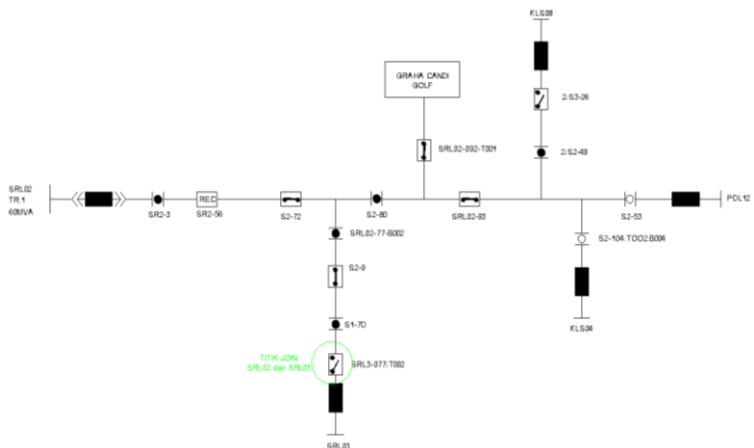 KLS08
GRAHA CANDI
GOLF
2/S3-26
SRL02-092-T001
2/S2-49
SRL02
TR.1
60MVA
SR2-3
REC
SR2-56
S2-72
S2-80
SRL02-93
S2-53
PDL12
SRL02-77-B002
S2-104.TOO2.B004
S2-9
S1-70
KLS04
TITIK JOIN
SRL02 dan SRL03
SRL3-077.T002
SRL03